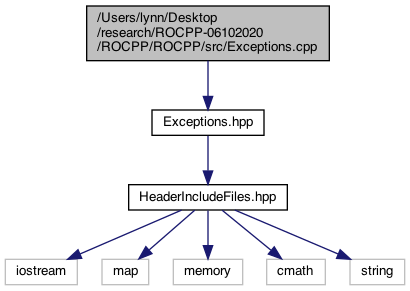 /Users/lynn/Desktop
/research/ROCPP-06102020
/ROCPP/ROCPP/src/Exceptions.cpp
Exceptions.hpp
HeaderIncludeFiles.hpp
iostream
map
memory
cmath
string